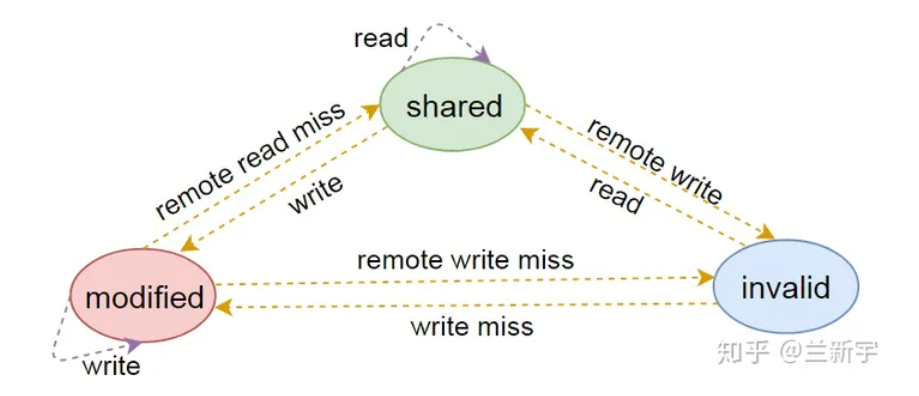 read
shared
remote read miss
write
remote write
read
modified
remote write miss
write miss
invalid
write
知乎 @兰新宇